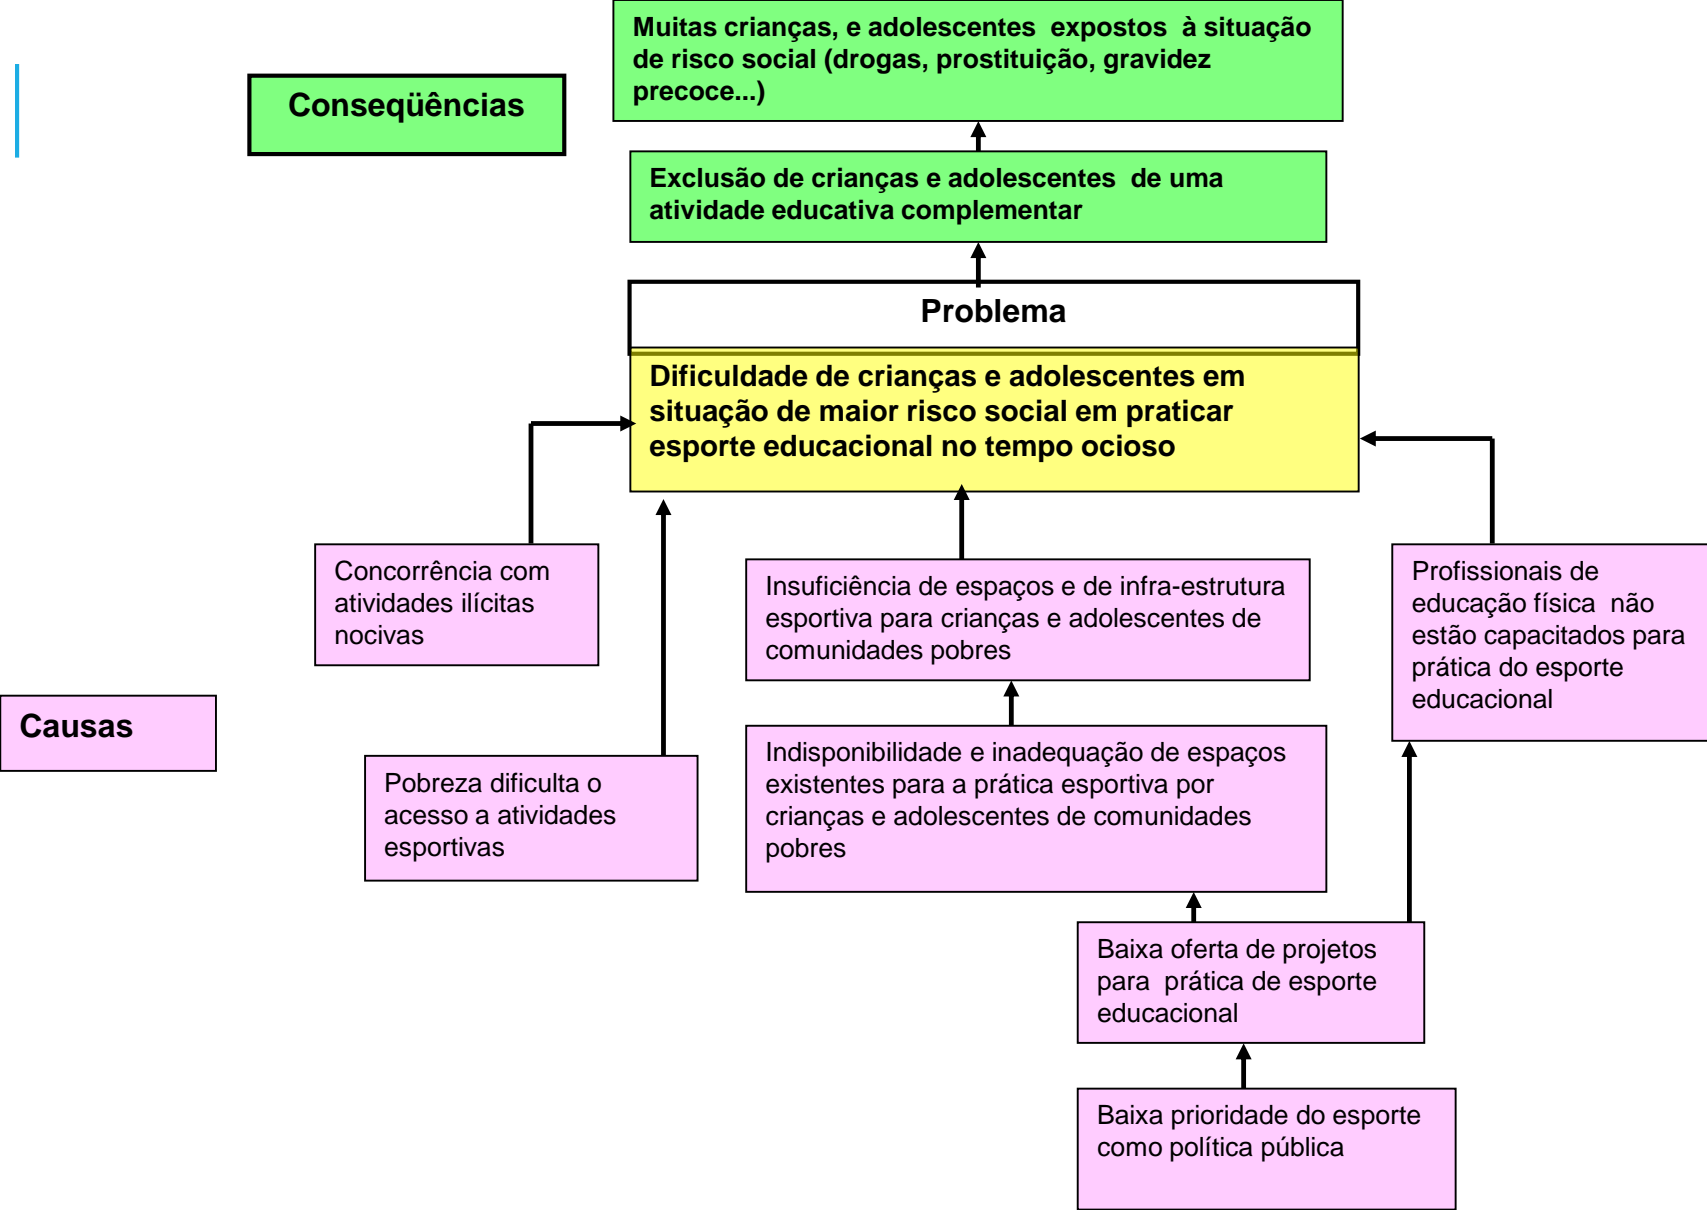 Muitas crianças, e adolescentes  expostos  à situação
de risco social (drogas, prostituição, gravidez
precoce...)
Conseqüências
Exclusão de crianças e adolescentes  de uma
atividade educativa complementar
Problema
Dificuldade de crianças e adolescentes em
situação de maior risco social em praticar
esporte educacional no tempo ocioso
Concorrência com
atividades ilícitas
nocivas
Insuficiência de espaços e de infra-estrutura
esportiva para crianças e adolescentes de
comunidades pobres
Profissionais de
educação física  não
estão capacitados para
prática do esporte
educacional
Causas
Pobreza dificulta o
acesso a atividades
esportivas
Indisponibilidade e inadequação de espaços
existentes para a prática esportiva por
crianças e adolescentes de comunidades
pobres
Baixa oferta de projetos
para  prática de esporte
educacional
Baixa prioridade do esporte
como política pública